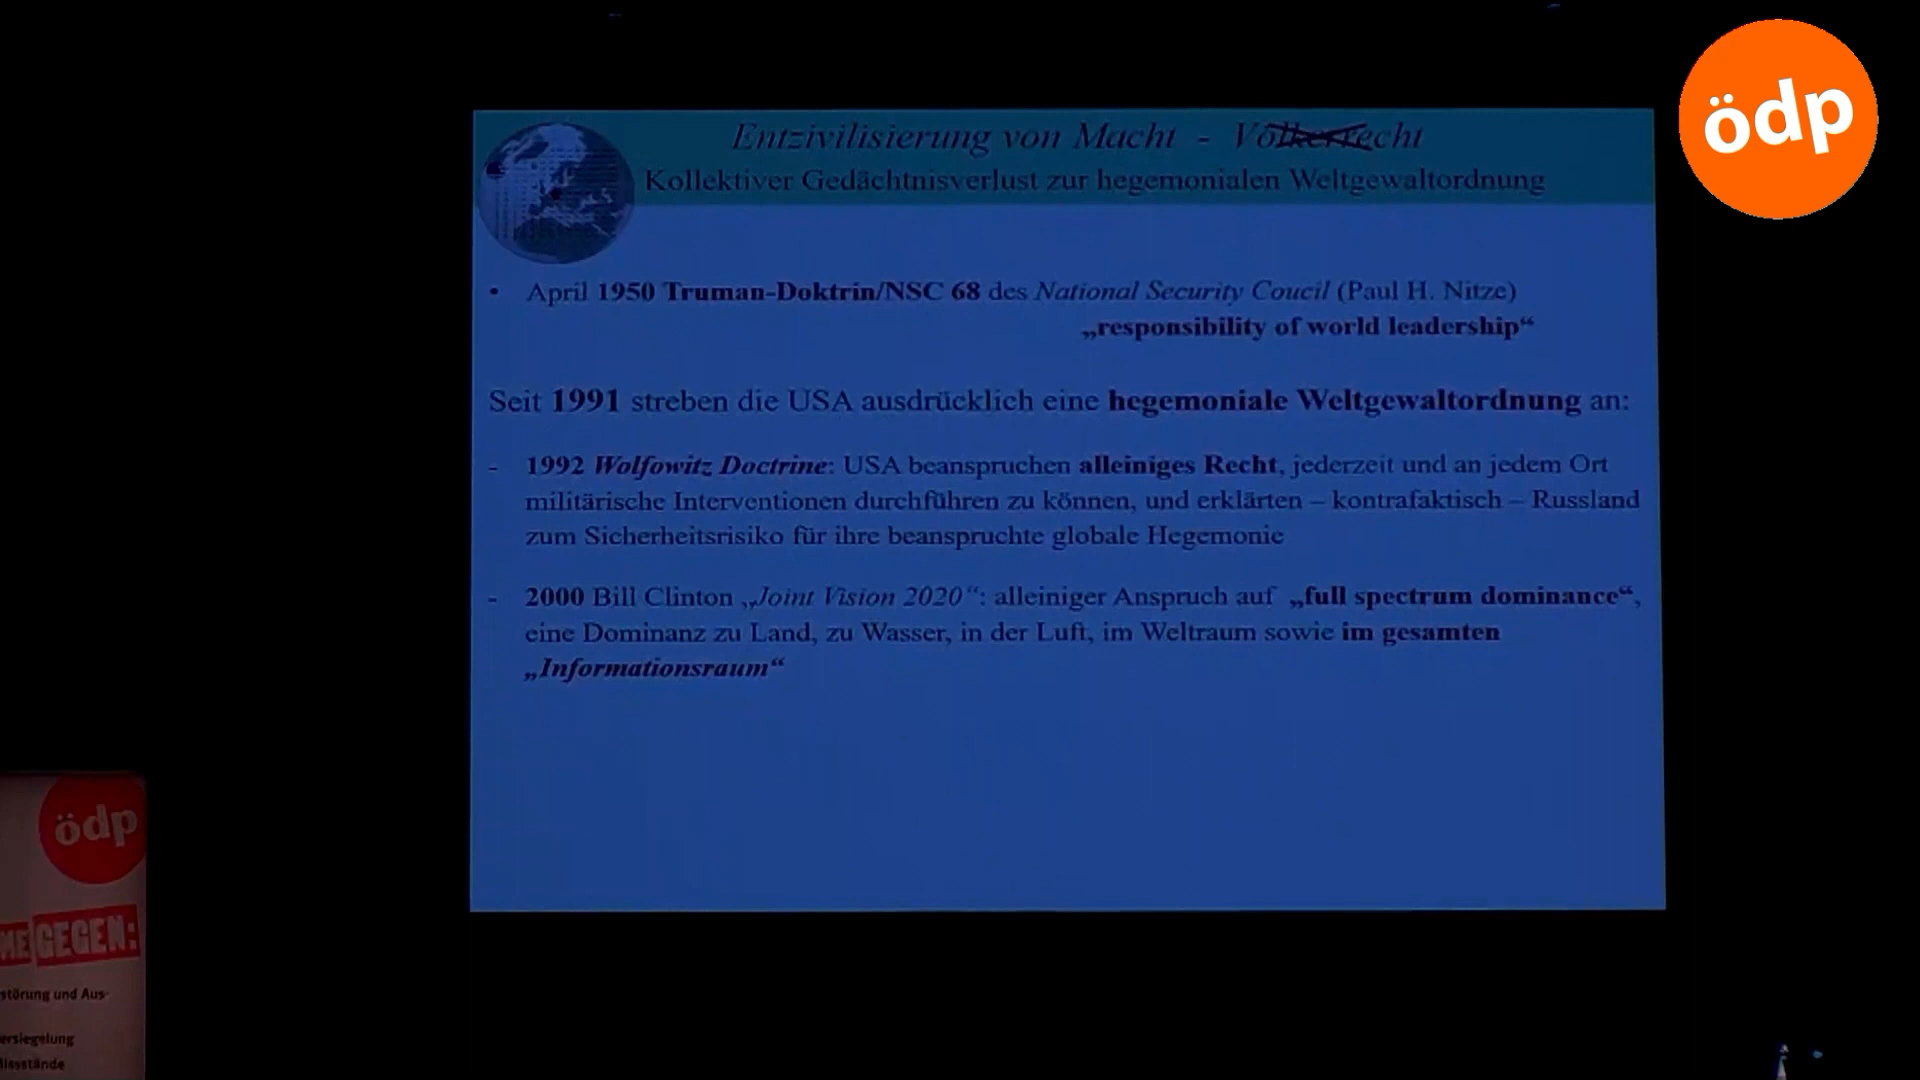 ödp
Entzivilisierung von Macht - Völkerrecht
Kollektiver Gedächtnisverlust zur hegemonialen Weltgewaltordnung
• April 1950 Truman-Doktrin/NSC 68 des National Security Coucil (Paul H. Nitze)
„responsibility of world leadership“
Seit 1991 streben die USA ausdrücklich eine hegemoniale Weltgewaltordnung an:
- 1992 Wolfowitz Doctrine: USA beanspruchen alleiniges Recht, jederzeit und an jedem Ort
militärische Interventionen durchführen zu können, und erklärten – kontrafaktisch – Russland
zum Sicherheitsrisiko für ihre beanspruchte globale Hegemonie
- 2000 Bill Clinton „Joint Vision 2020“: alleiniger Anspruch auf „full spectrum dominance“,
eine Dominanz zu Land, zu Wasser, in der Luft, im Weltraum sowie im gesamten
„Informationsraum“
ödp
ME GEGEN:
störung und Aus-
ersiegelung
lissstände